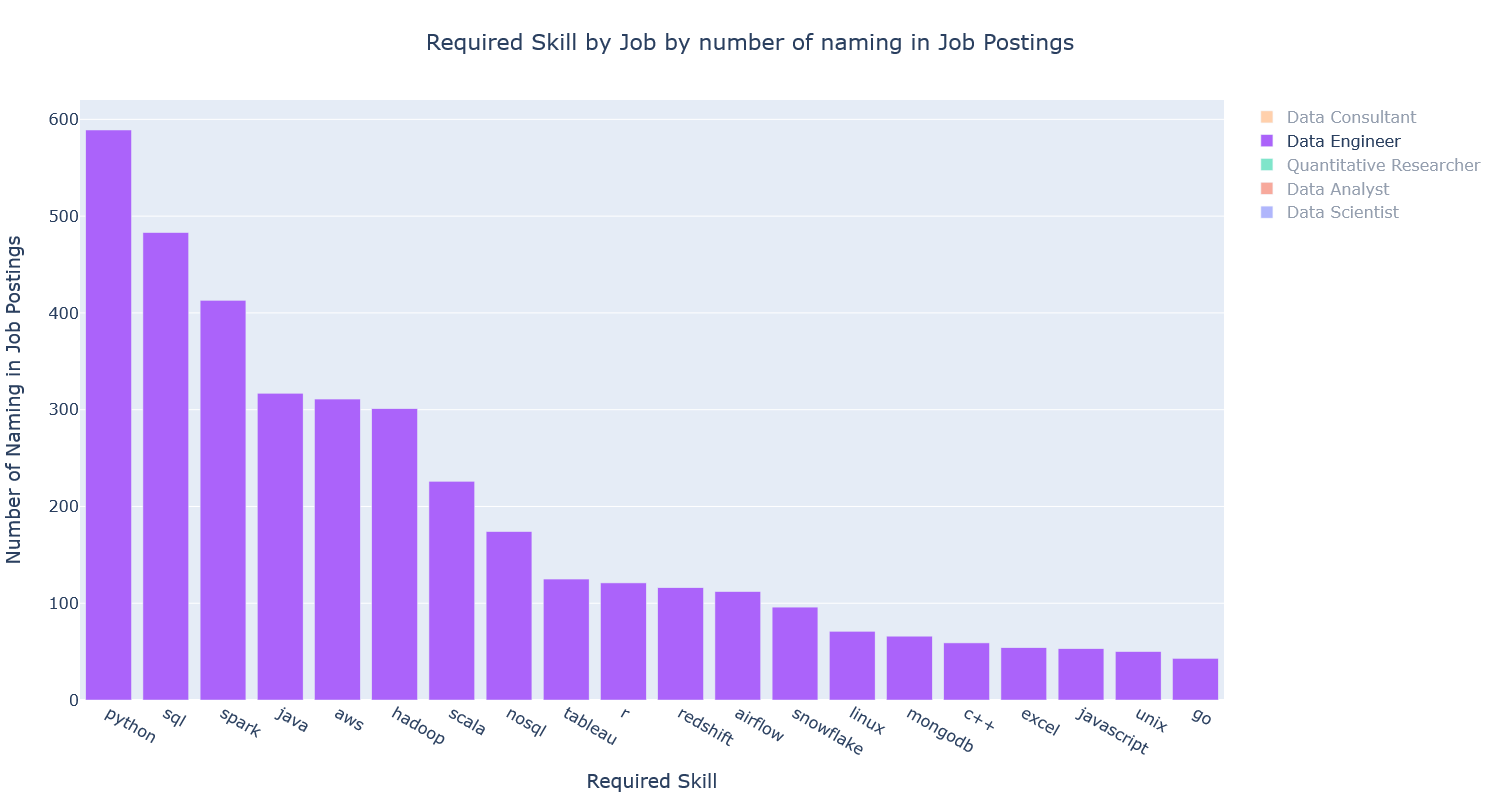 Required Skill by Job by number of naming in Job Postings
Number of Naming in Job Postings
600
500
400
300
200
100
0
python
sql
spark
java
aws
hadoop
scala
nosql
tableau
r
redshift
airflow
snowflake
linux
mongodb
c++
excel
javascript
unix
go
Required Skill
Data Consultant
Data Engineer
Quantitative Researcher
Data Analyst
Data Scientist